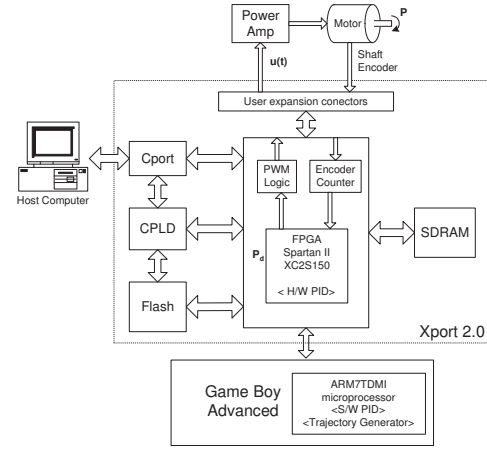 Power
Amp
Motor
P
Shaft
Encoder
u(t)
User expansion conectors
Host Computer
Cport
PWM
Logic
Encoder
Counter
CPLD
Pd
FPGA
Spartan II
XC2S150
< H/W PID>
SDRAM
Flash
Xport 2.0
Game Boy
Advanced
ARM7TDMI
microprocessor
<S/W PID>
<Trajectory Generator>